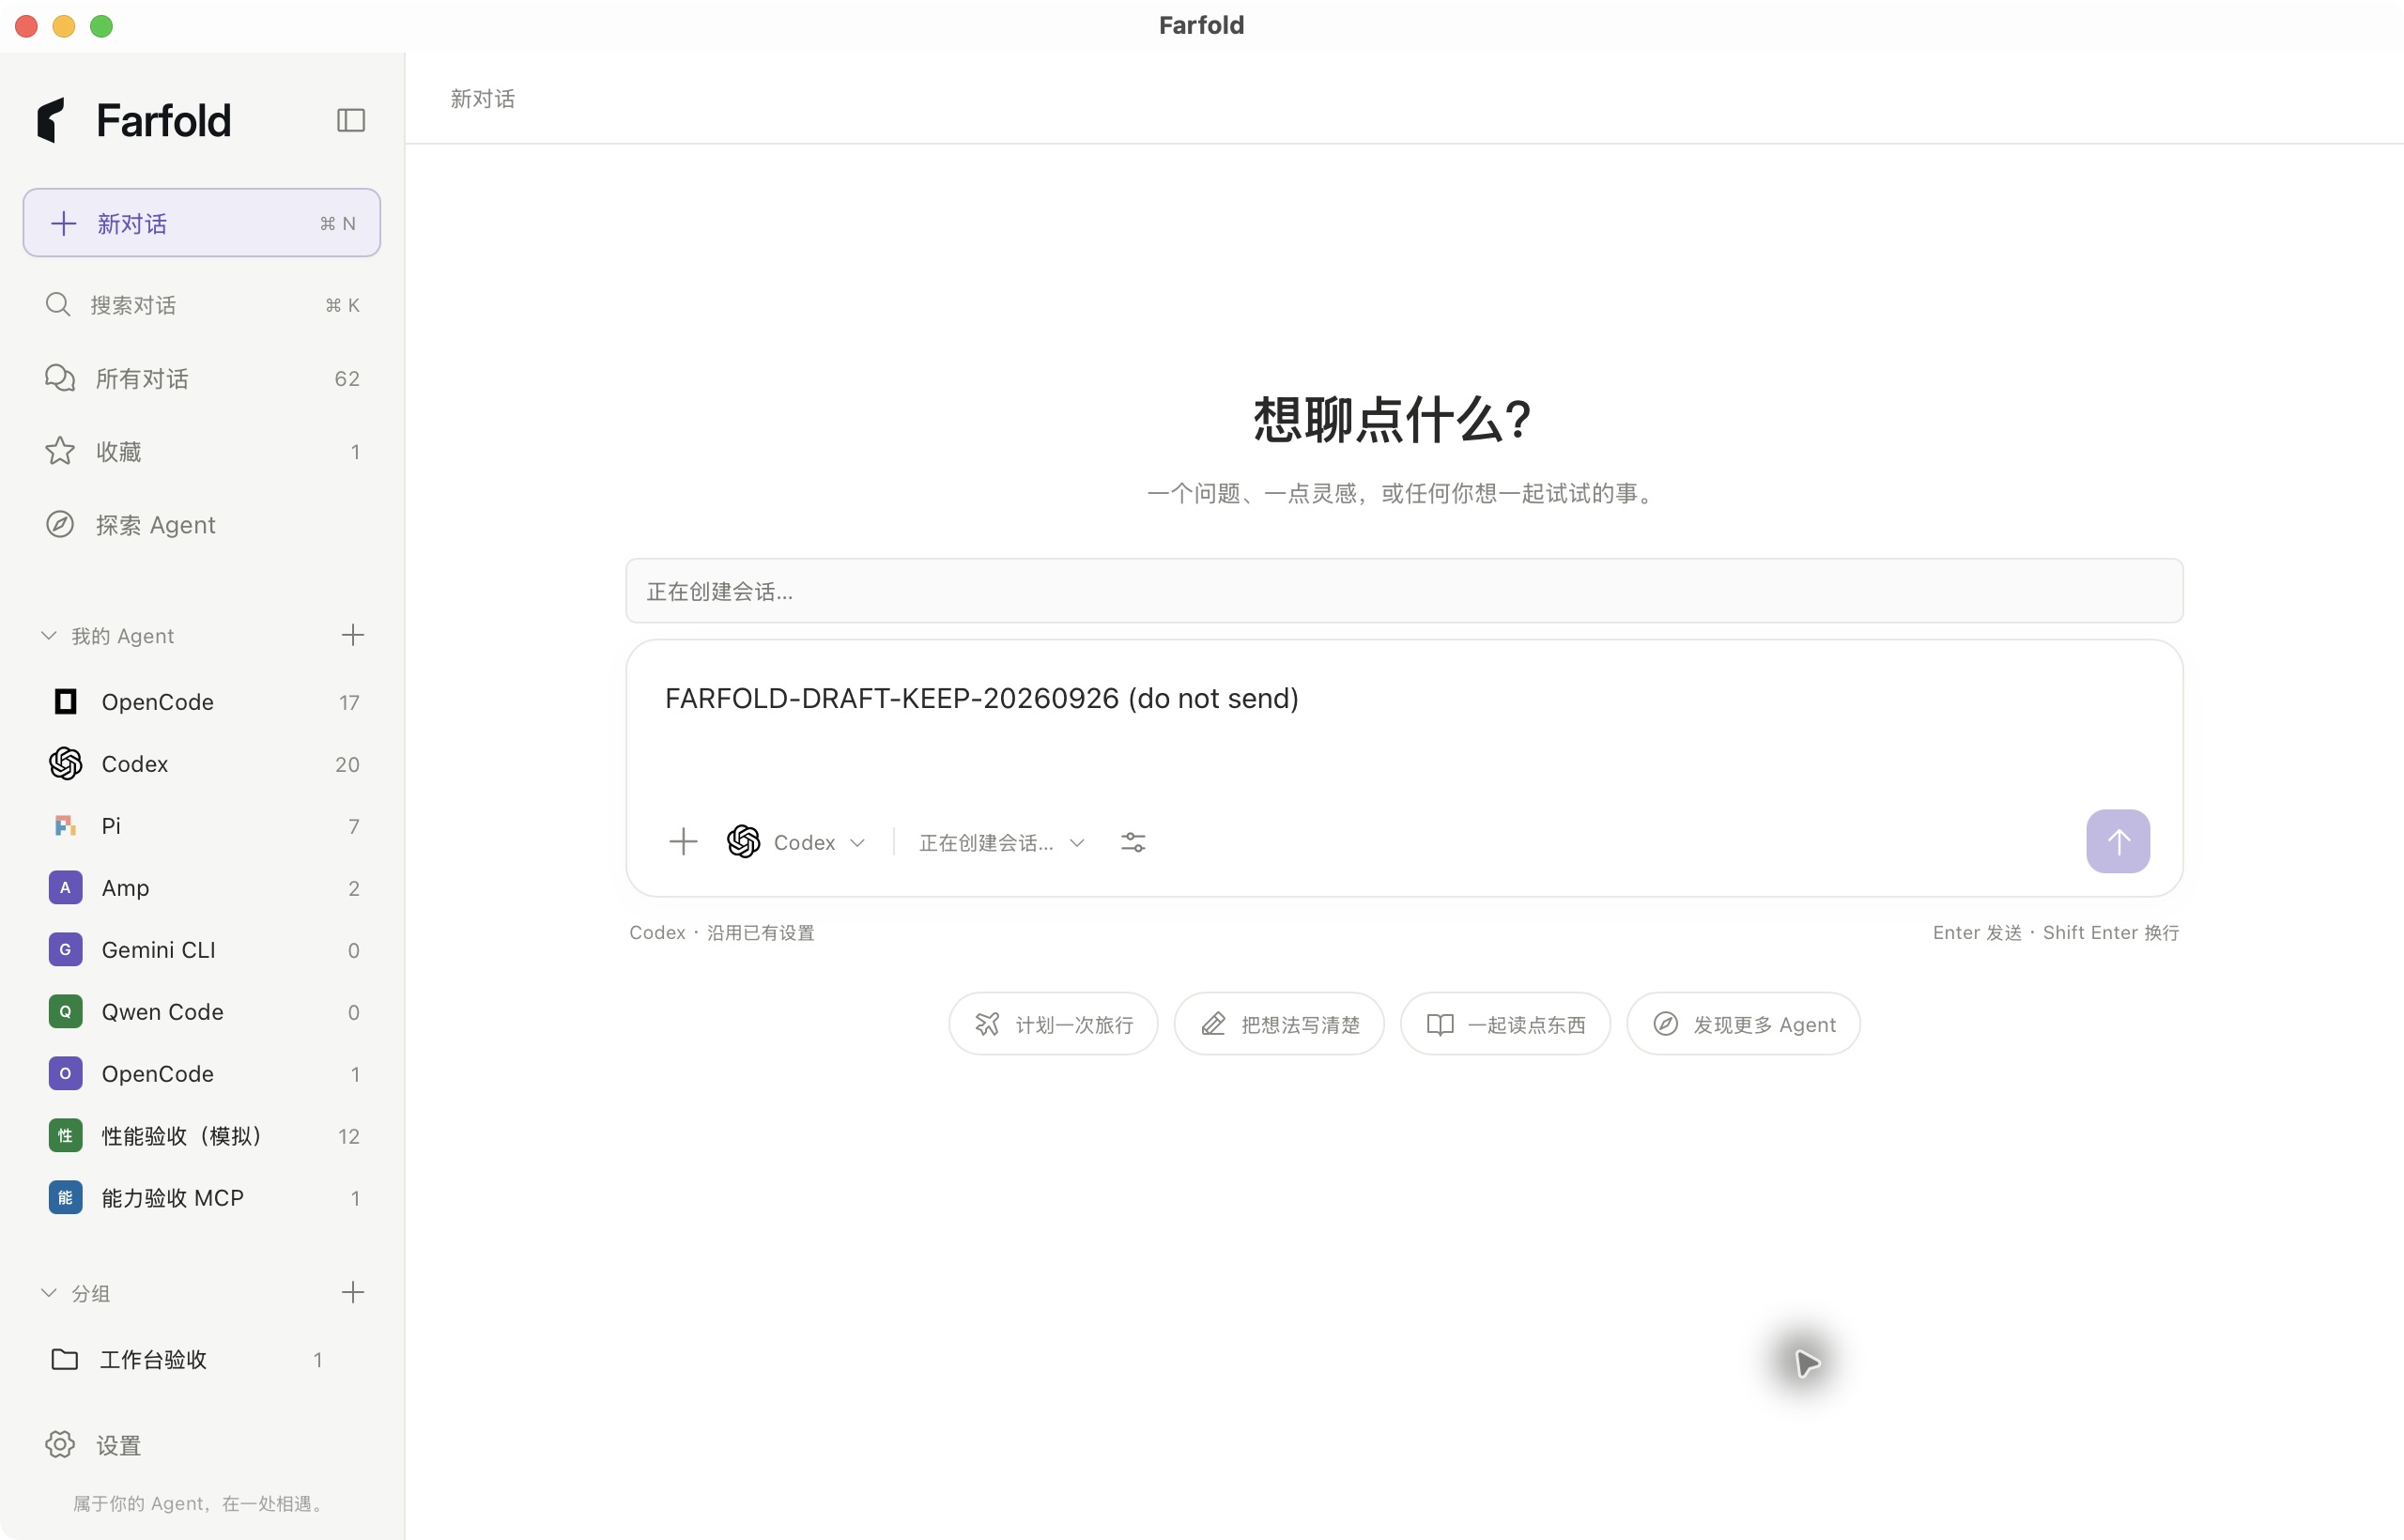 Farfold
Farfold
新对话 ⌘ N
搜索对话 ⌘ K
所有对话 62
收藏 1
探索 Agent
我的 Agent
OpenCode 17
Codex 20
Pi 7
A Amp 2
G Gemini CLI 0
Q Qwen Code 0
O OpenCode 1
性 性能验收（模拟） 12
能 能力验收 MCP 1
分组
工作台验收 1
设置
属于你的 Agent，在一处相遇。
新对话
想聊点什么？
一个问题、一点灵感，或任何你想一起试试的事。
正在创建会话...
FARFOLD-DRAFT-KEEP-20260926 (do not send)
Codex 正在创建会话...
Codex · 沿用已有设置 Enter 发送 · Shift Enter 换行
计划一次旅行 把想法写清楚 一起读点东西 发现更多 Agent